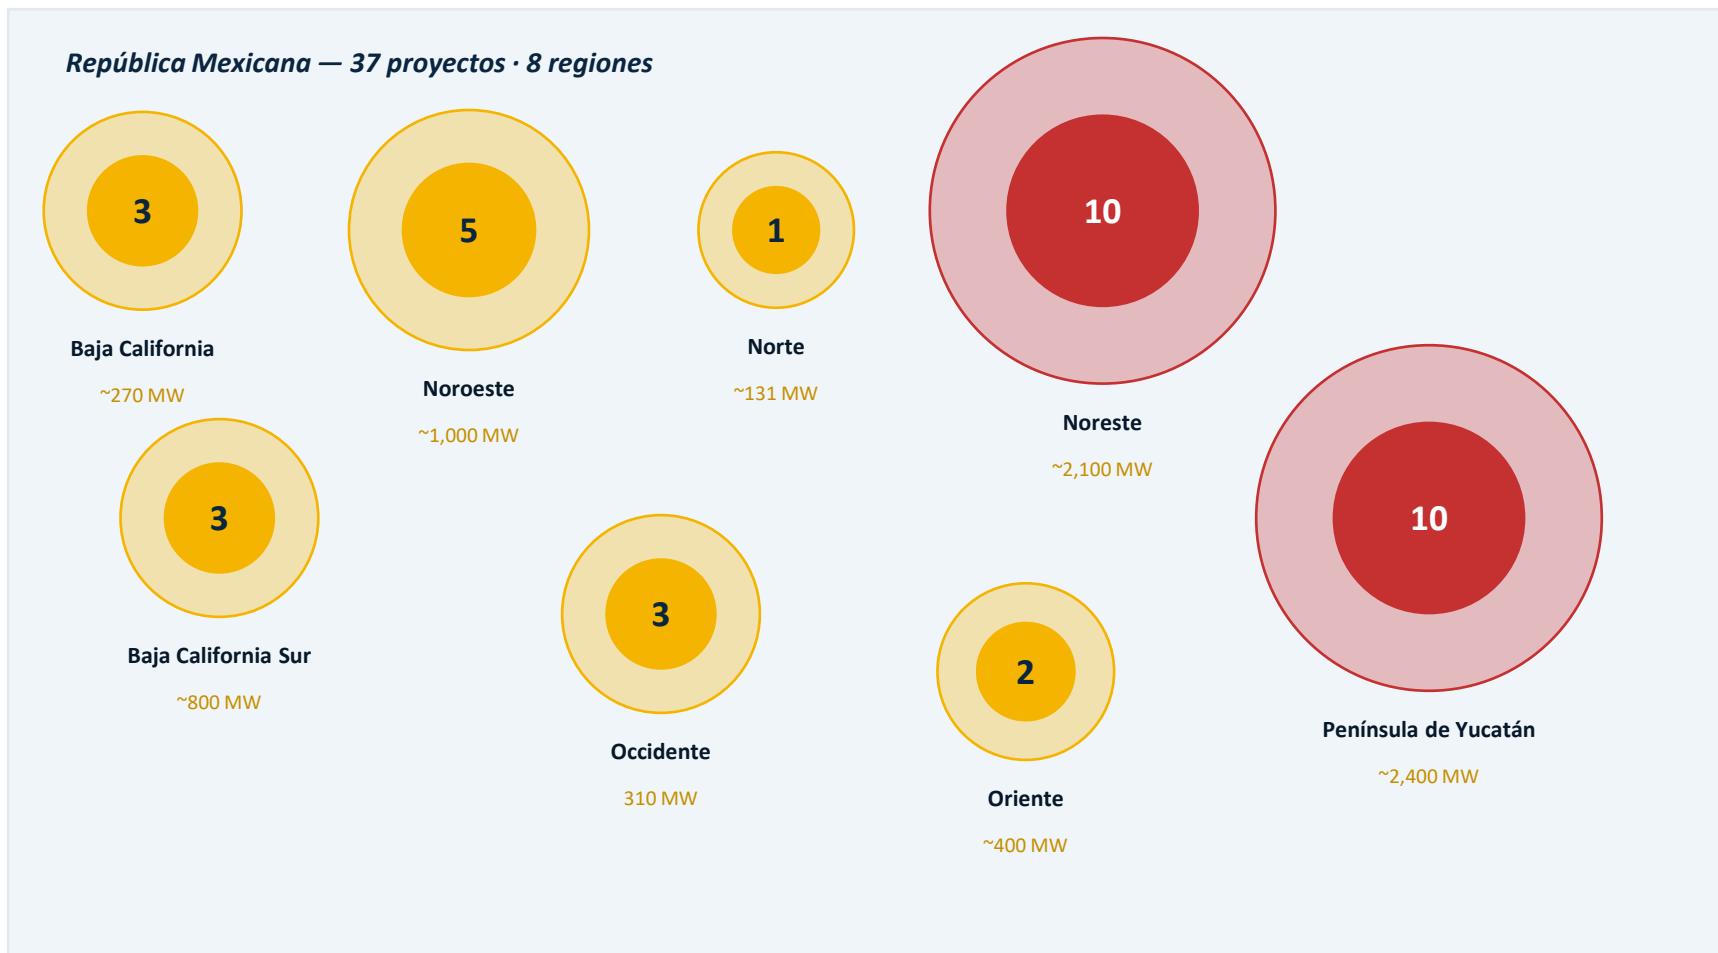 República Mexicana — 37 proyectos · 8 regiones
3
Baja California
~270 MW
5
Noroeste
~1,000 MW
1
Norte
~131 MW
10
Noreste
~2,100 MW
3
Baja California Sur
~800 MW
3
Occidente
310 MW
2
Oriente
~400 MW
10
Península de Yucatán
~2,400 MW